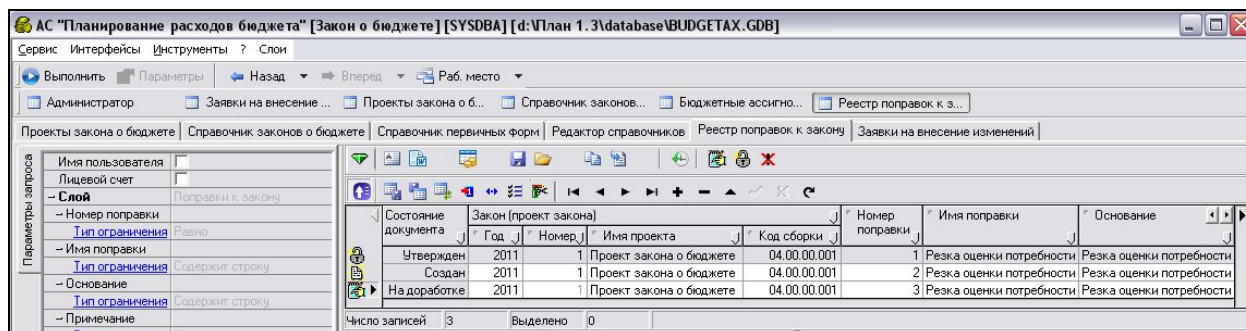 АС "Планирование расходов бюджета" [Закон о бюджете] [SYSDBA] [d:\План 1.3\database\BUDGETAX.GDB]
Сервис Интерфейсы Инструменты ? Слои
Выполнить Параметры Назад Вперед Раб. место
Администратор Заявки на внесение ... Проекты закона о б... Справочник законов... Бюджетные ассигно... Реестр поправок к з...
Проекты закона о бюджете Справочник законов о бюджете Справочник первичных форм Редактор справочников Реестр поправок к закону Заявки на внесение изменений
Параметры запроса
Имя пользователя
Лицевой счет
Слой Поправки к закону
Номер поправки
Тип ограничения Равно
Имя поправки
Тип ограничения Содержит строку
Основание
Тип ограничения Содержит строку
Примечание
Состояние документа Закон (проект закона) Номер поправки Имя поправки Основание
Год Номер Имя проекта Код сборки
Утвержден 2011 1 Проект закона о бюджете 04.00.00.001 1 Резка оценки потребности Резка оценки потребности
Создан 2011 1 Проект закона о бюджете 04.00.00.001 2 Резка оценки потребности Резка оценки потребности
На доработке 2011 1 Проект закона о бюджете 04.00.00.001 3 Резка оценки потребности Резка оценки потребности
Число записей 3 Выделено 0